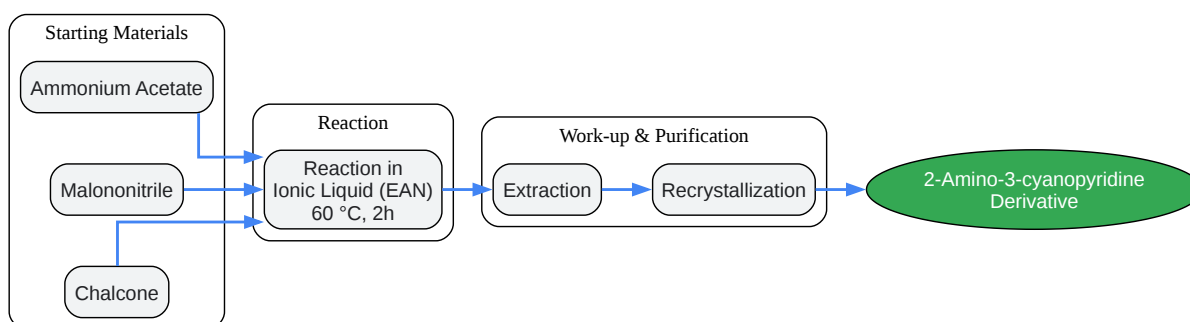 Starting Materials
Ammonium Acetate
Malononitrile
Chalcone
Reaction
Reaction in
Ionic Liquid (EAN)
60 °C, 2h
Work-up & Purification
Extraction
Recrystallization
2-Amino-3-cyanopyridine
Derivative